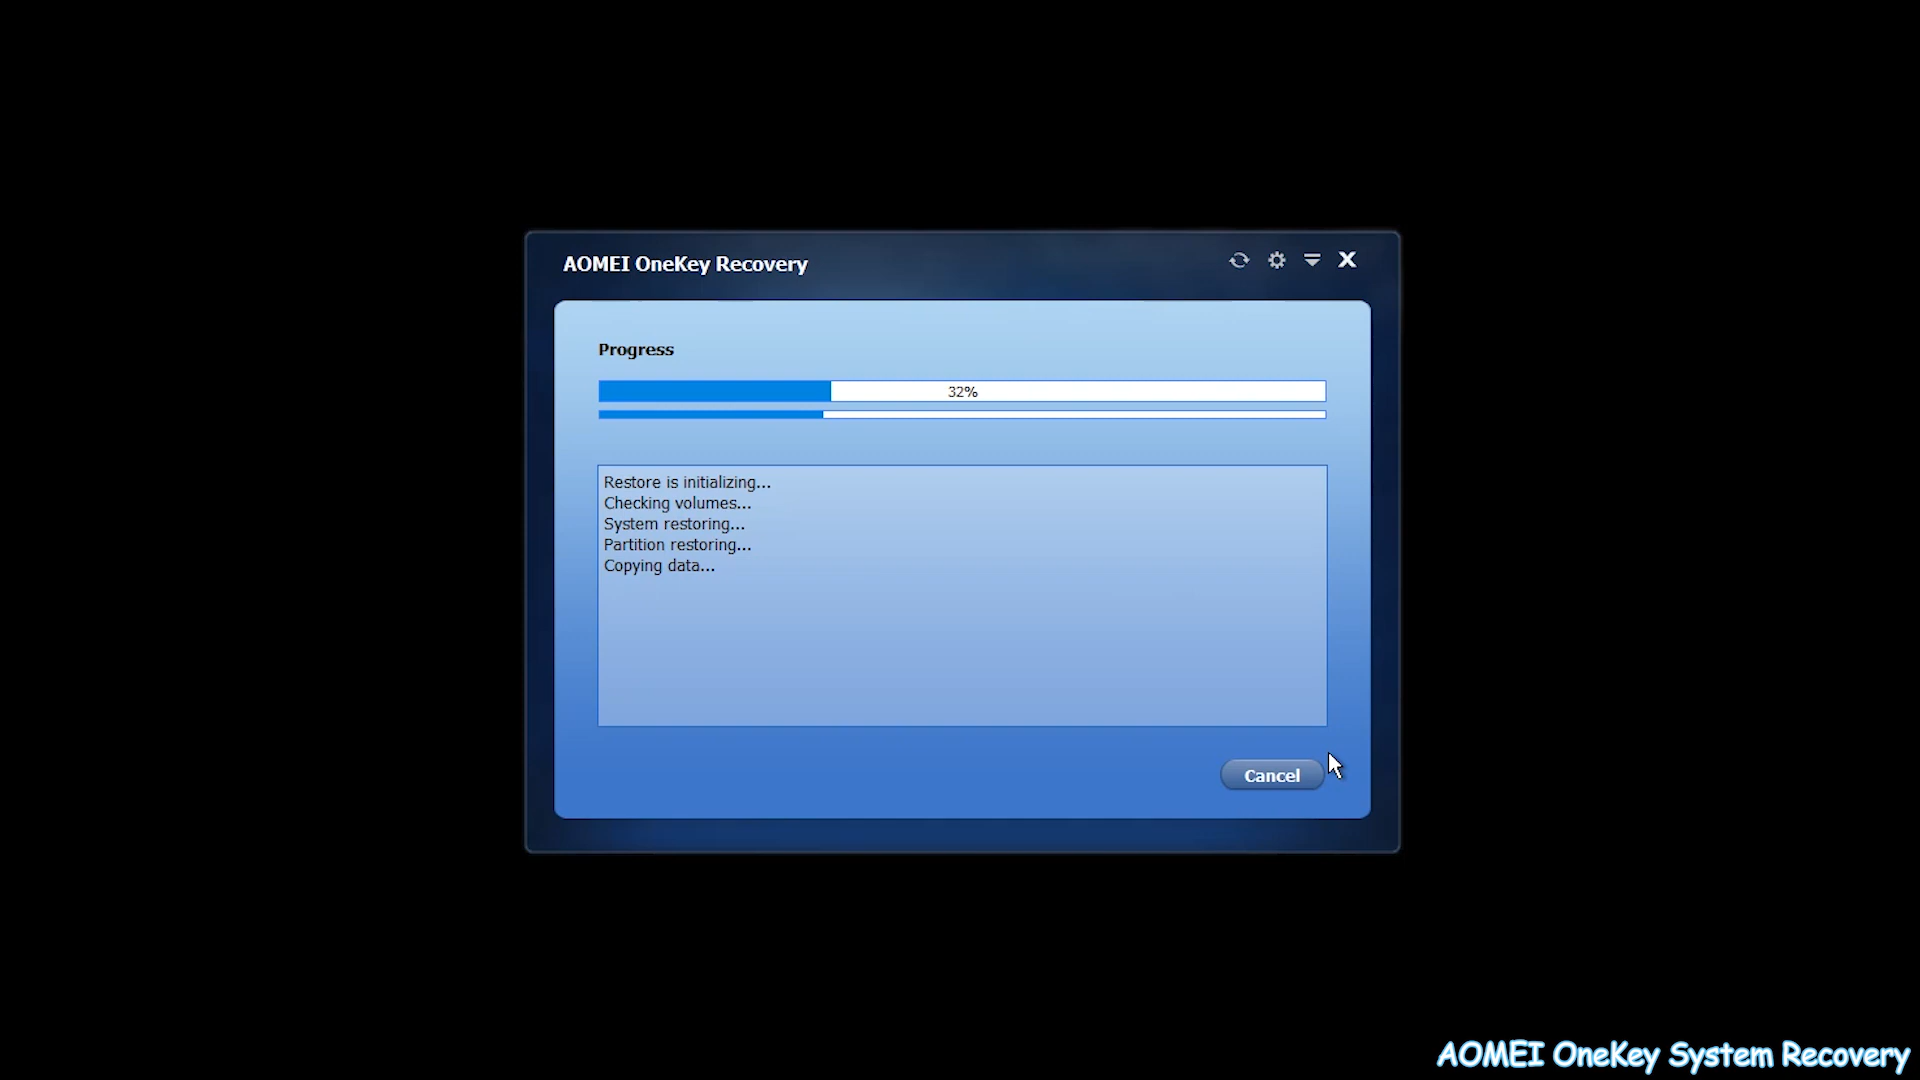 AOMEI OneKey Recovery
Progress
32%
Restore is initializing...
Checking volumes...
System restoring...
Partition restoring...
Copying data...
Cancel
AOMEI OneKey System Recovery